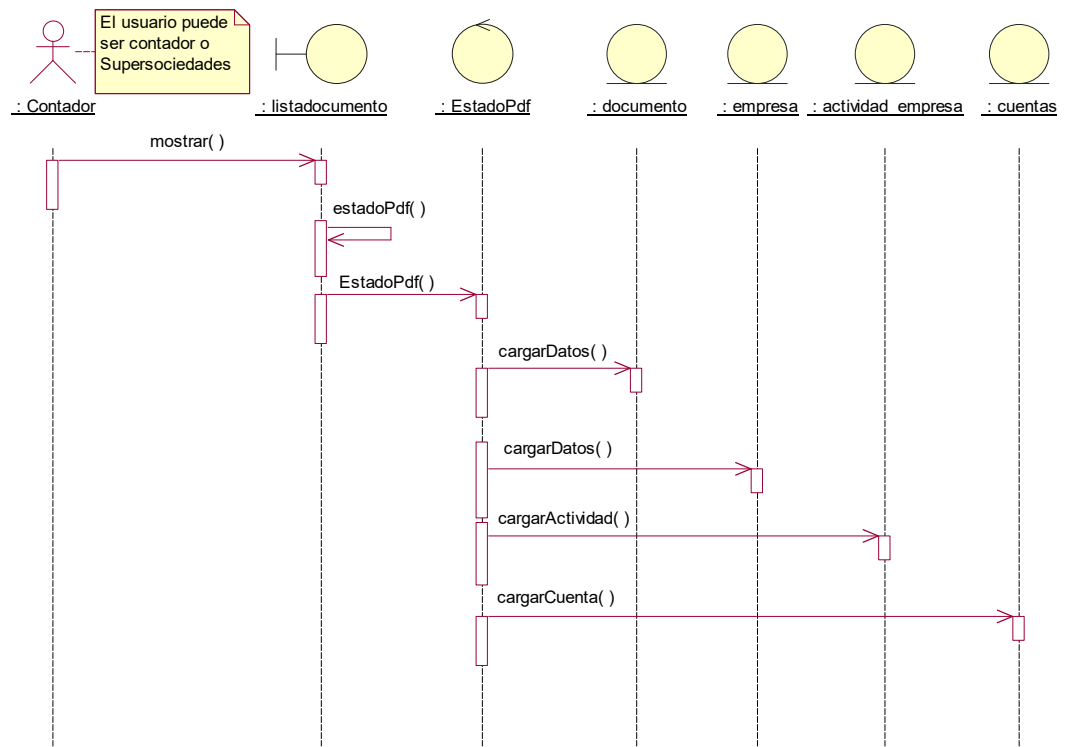 El usuario puede
ser contador o
Supersociedades
: Contador
: listadocumento
: EstadoPdf
: documento
: empresa
: actividad_empresa
: cuentas
mostrar( )
estadoPdf( )
EstadoPdf( )
cargarDatos( )
cargarDatos( )
cargarActividad( )
cargarCuenta( )